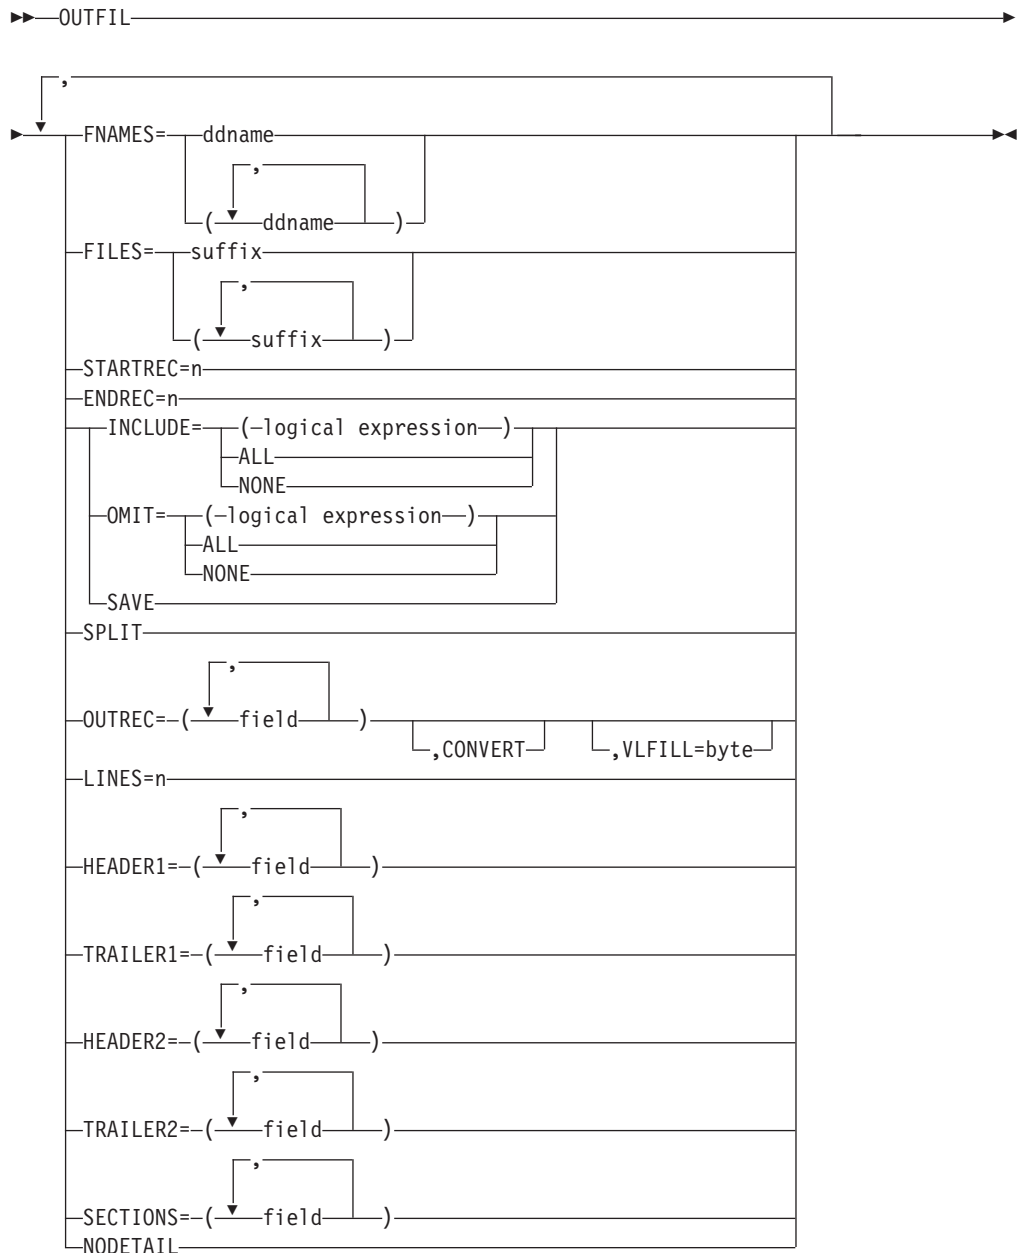 OUTFIL
,
FNAMES= ddname
,
( ddname )
FILES= suffix
,
( suffix )
STARTREC=n
ENDREC=n
INCLUDE= ( logical expression )
ALL
NONE
OMIT= ( logical expression )
ALL
NONE
SAVE
SPLIT
,
OUTREC= ( field )
,CONVERT ,VLFILL=byte
LINES=n
,
HEADER1= ( field )
,
TRAILER1= ( field )
,
HEADER2= ( field )
,
TRAILER2= ( field )
,
SECTIONS= ( field )
NODETAIL